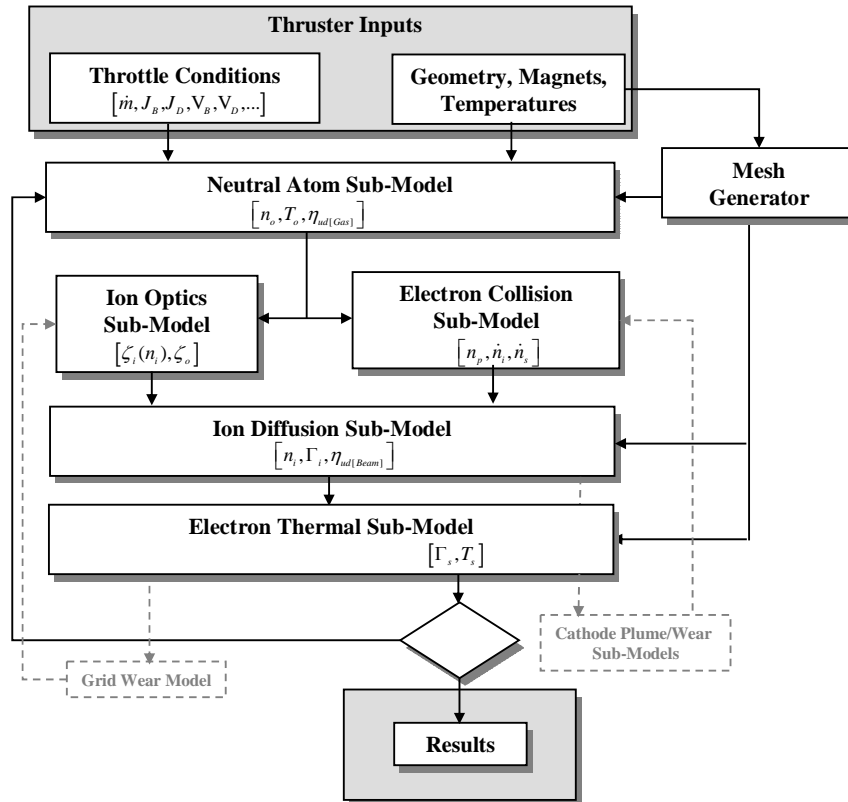 Thruster Inputs
Throttle Conditions
[ṁ, J_B, J_D, V_B, V_D, ...]
Geometry, Magnets,
Temperatures
Mesh
Generator
Neutral Atom Sub-Model
[n_o, T_o, η_ud[Gas]]
Ion Optics
Sub-Model
[ζ_i(n_i), ζ_o]
Electron Collision
Sub-Model
[n_p, ṅ_i, ṅ_s]
Ion Diffusion Sub-Model
[n_i, Γ_i, η_ud[Beam]]
Electron Thermal Sub-Model
[Γ_s, T_s]
Cathode Plume/Wear
Sub-Models
Grid Wear Model
Results